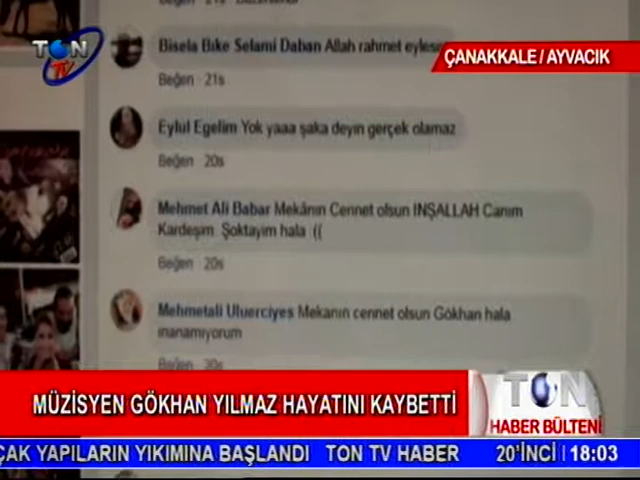 TON TV
Bisela Bike Selami Daban Allah rahmet eylesin
Beğen · 21s
ÇANAKKALE / AYVACIK
Eylül Egelim Yok yaaa şaka deyin gerçek olamaz
Beğen · 20s
Mehmet Ali Babar Mekânın Cennet olsun INŞALLAH Canım
Kardeşim Şoktayım hala ((
Beğen · 20s
Mehmetali Uluerciyes Mekanın cennet olsun Gökhan hala
inanamıyorum
Beğen · 30s
MÜZİSYEN GÖKHAN YILMAZ HAYATINI KAYBETTİ
TON
HABER BÜLTENİ
ÇAK YAPILARIN YIKIMINA BAŞLANDI TON TV HABER 20'İNCİ 18:03